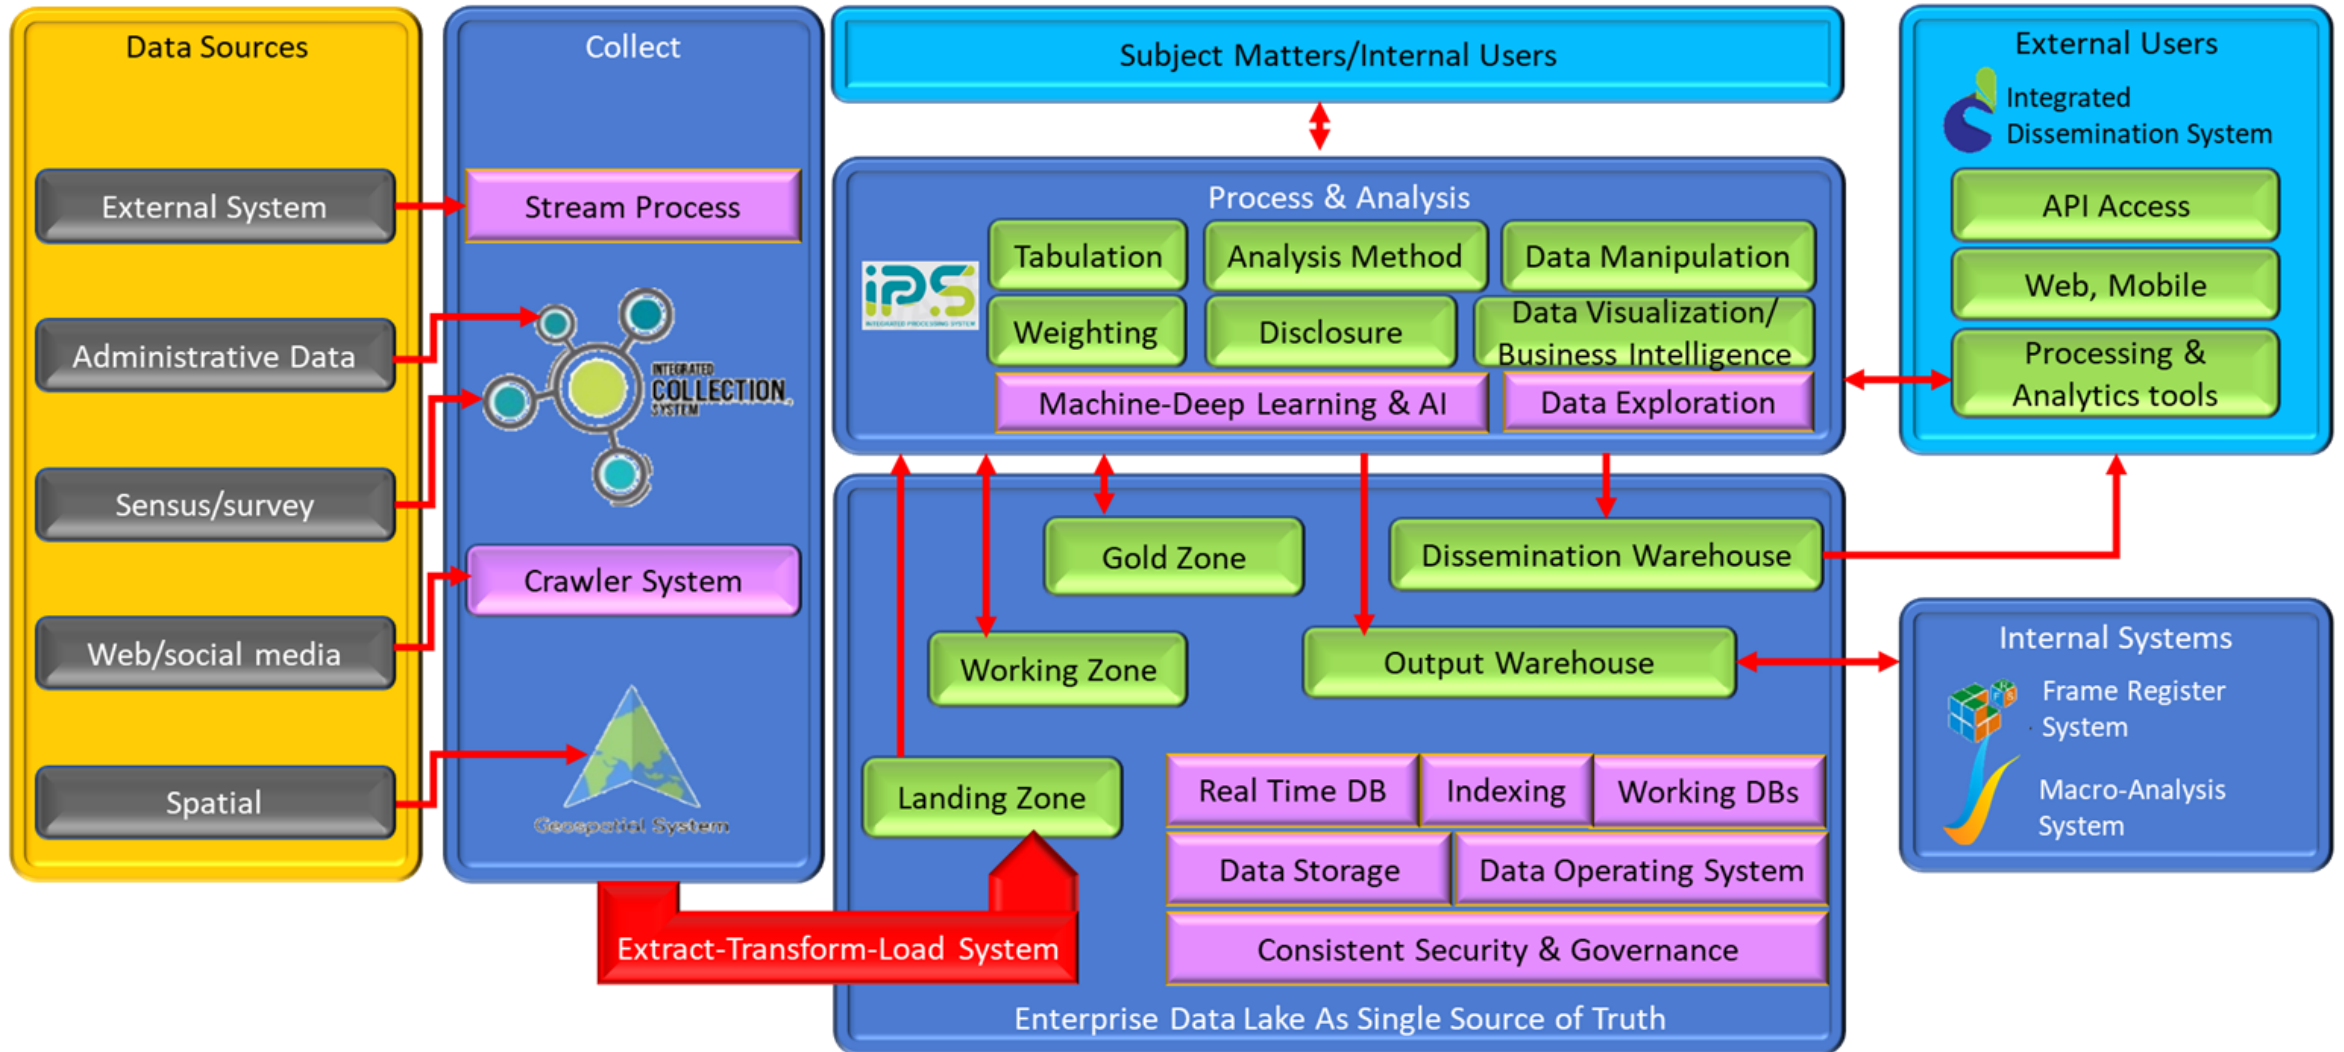 Data Sources
External System
Administrative Data
Sensus/survey
Web/social media
Spatial
Collect
Stream Process
INTEGRATED
COLLECTION
SYSTEM
Crawler System
Geospatial System
Extract-Transform-Load System
Subject Matters/Internal Users
Process & Analysis
iPS
INTEGRATED PROCESSING SYSTEM
Tabulation
Analysis Method
Data Manipulation
Weighting
Disclosure
Data Visualization/
Business Intelligence
Machine-Deep Learning & AI
Data Exploration
Gold Zone
Dissemination Warehouse
Working Zone
Output Warehouse
Landing Zone
Real Time DB
Indexing
Working DBs
Data Storage
Data Operating System
Consistent Security & Governance
Enterprise Data Lake As Single Source of Truth
External Users
Integrated
Dissemination System
API Access
Web, Mobile
Processing &
Analytics tools
Internal Systems
Frame Register
System
Macro-Analysis
System